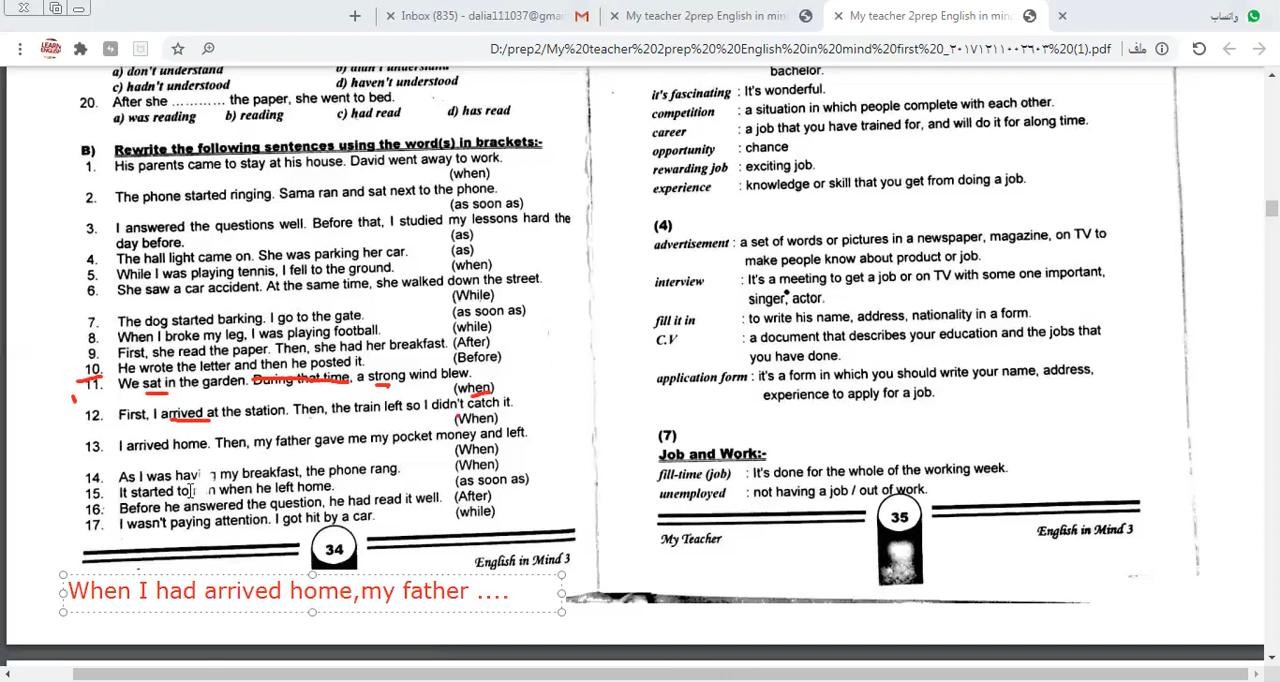 Inbox (835) - dalia111037@gmai
My teacher 2prep English in mind
My teacher 2prep English in mind
واتساب
D:/prep2/My%20teacher%202prep%20%20English%20in%20mind%20first%20_٢٠١٧١٢١١٠٠٢٦٠٣%20(1).pdf
ملف
a) don't understand
c) hadn't understood
d) haven't understood
20. After she ............ the paper, she went to bed.
a) was reading b) reading c) had read d) has read
B) Rewrite the following sentences using the word(s) in brackets:-
1. His parents came to stay at his house. David went away to work.
(when)
2. The phone started ringing. Sama ran and sat next to the phone.
(as soon as)
3. I answered the questions well. Before that, I studied my lessons hard the
day before. (as)
4. The hall light came on. She was parking her car. (as)
5. While I was playing tennis, I fell to the ground. (when)
6. She saw a car accident. At the same time, she walked down the street.
(While)
7. The dog started barking. I go to the gate. (as soon as)
8. When I broke my leg, I was playing football. (while)
9. First, she read the paper. Then, she had her breakfast. (After)
10. He wrote the letter and then he posted it. (Before)
11. We sat in the garden. During that time, a strong wind blew.
(when)
12. First, I arrived at the station. Then, the train left so I didn't catch it.
(When)
13. I arrived home. Then, my father gave me my pocket money and left.
(When)
14. As I was having my breakfast, the phone rang. (When)
15. It started to when he left home. (as soon as)
16. Before he answered the question, he had read it well. (After)
17. I wasn't paying attention. I got hit by a car. (while)
34
English in Mind 3
When I had arrived home,my father ....
bachelor.
it's fascinating : It's wonderful.
competition : a situation in which people complete with each other.
career : a job that you have trained for, and will do it for along time.
opportunity : chance
rewarding job : exciting job.
experience : knowledge or skill that you get from doing a job.
(4)
advertisement : a set of words or pictures in a newspaper, magazine, on TV to
make people know about product or job.
interview : It's a meeting to get a job or on TV with some one important,
singer, actor.
fill it in : to write his name, address, nationality in a form.
C.V : a document that describes your education and the jobs that
you have done.
application form : it's a form in which you should write your name, address,
experience to apply for a job.
(7)
Job and Work:-
fill-time (job) : It's done for the whole of the working week.
unemployed : not having a job / out of work.
35
My Teacher
English in Mind 3